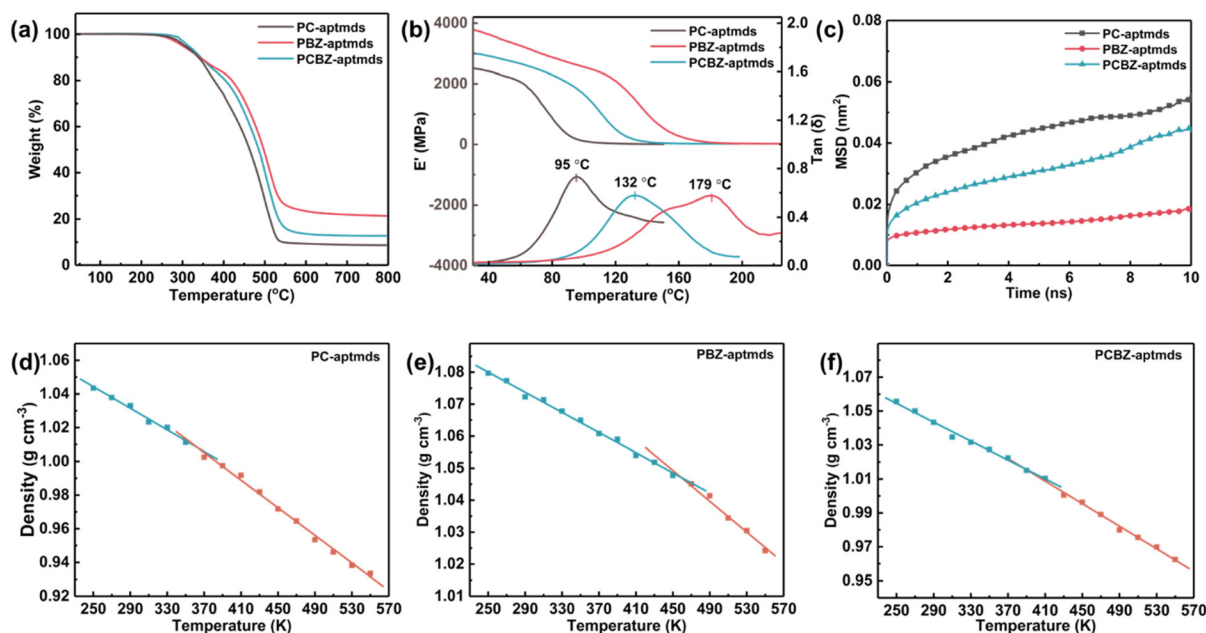 (a)
PC-aptmds
PBZ-aptmds
PCBZ-aptmds
100
80
60
40
20
0
Weight (%)
100 200 300 400 500 600 700 800
Temperature (°C)
(b)
PC-aptmds
PBZ-aptmds
PCBZ-aptmds
4000
2000
0
-2000
-4000
E' (MPa)
2.0
1.6
1.2
0.8
0.4
0.0
Tan (δ)
95 °C
132 °C
179 °C
40 80 120 160 200
Temperature (°C)
(c)
PC-aptmds
PBZ-aptmds
PCBZ-aptmds
0.08
0.06
0.04
0.02
0.00
MSD (nm²)
0 2 4 6 8 10
Time (ns)
(d)
PC-aptmds
1.06
1.04
1.02
1.00
0.98
0.96
0.94
0.92
Density (g cm⁻³)
250 290 330 370 410 450 490 530 570
Temperature (K)
(e)
PBZ-aptmds
1.08
1.07
1.06
1.05
1.04
1.03
1.02
1.01
Density (g cm⁻³)
250 290 330 370 410 450 490 530 570
Temperature (K)
(f)
PCBZ-aptmds
1.07
1.05
1.03
1.01
0.99
0.97
0.95
Density (g cm⁻³)
250 290 330 370 410 450 490 530 570
Temperature (K)